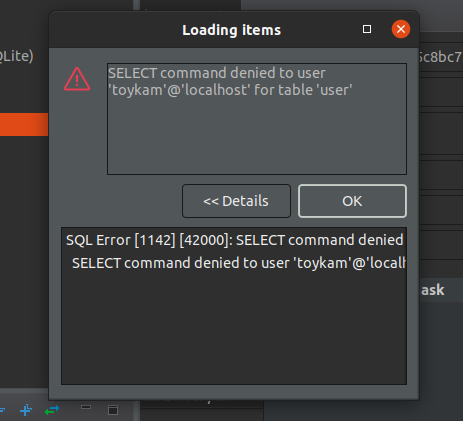 Loading items
QLite)
SELECT command denied to user
'toykam'@'localhost' for table 'user'
5c8bc7
<< Details
OK
SQL Error [1142] [42000]: SELECT command denied
SELECT command denied to user 'toykam'@'local
ask